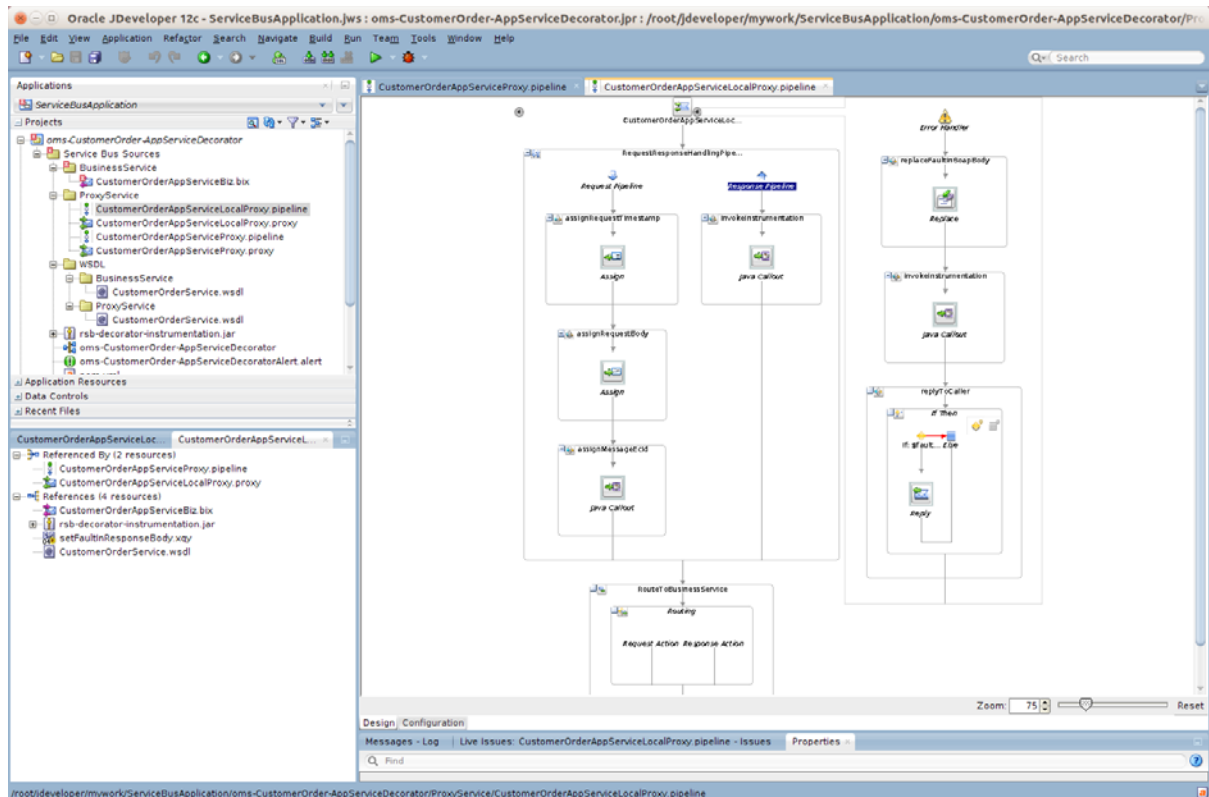 Oracle JDeveloper 12c - ServiceBusApplication.jws : oms-CustomerOrder-AppServiceDecorator.jpr : /root/jdeveloper/mywork/ServiceBusApplication/oms-CustomerOrder-AppServiceDecorator/Pro
File Edit View Application Refactor Search Navigate Build Run Team Tools Window Help
Search
Applications
ServiceBusApplication
Projects
oms-CustomerOrder-AppServiceDecorator
Service Bus Sources
BusinessService
CustomerOrderAppServiceBiz.bix
ProxyService
CustomerOrderAppServiceLocalProxy.pipeline
CustomerOrderAppServiceLocalProxy.proxy
CustomerOrderAppServiceProxy.pipeline
CustomerOrderAppServiceProxy.proxy
WSDL
BusinessService
CustomerOrderService.wsdl
ProxyService
CustomerOrderService.wsdl
rsb-decorator-instrumentation.jar
oms-CustomerOrder-AppServiceDecorator
oms-CustomerOrder-AppServiceDecoratorAlert.alert
Application Resources
Data Controls
Recent Files
CustomerOrderAppServiceLoc... CustomerOrderAppServiceL...
Referenced By (2 resources)
CustomerOrderAppServiceProxy.pipeline
CustomerOrderAppServiceLocalProxy.proxy
References (4 resources)
CustomerOrderAppServiceBiz.bix
rsb-decorator-instrumentation.jar
setFaultInResponseBody.xqy
CustomerOrderService.wsdl
CustomerOrderAppServiceProxy.pipeline CustomerOrderAppServiceLocalProxy.pipeline
CustomerOrderAppServiceLoc...
RequestResponseHandlingPipe...
Request Pipeline
Response Pipeline
assignRequestTimestamp
Assign
invokeInstrumentation
Java Callout
assignRequestBody
Assign
assignMessageEcid
Java Callout
RouteToBusinessService
Routing
Request Action Response Action
Error Handler
replaceFaultInSoapBody
Replace
invokeInstrumentation
Java Callout
replyToCaller
If Then
If: $fault... Else
Reply
Zoom: 75 Reset
Design Configuration
Messages - Log Live Issues: CustomerOrderAppServiceLocalProxy.pipeline - Issues Properties
Find
/root/jdeveloper/mywork/ServiceBusApplication/oms-CustomerOrder-AppServiceDecorator/ProxyService/CustomerOrderAppServiceLocalProxy.pipeline